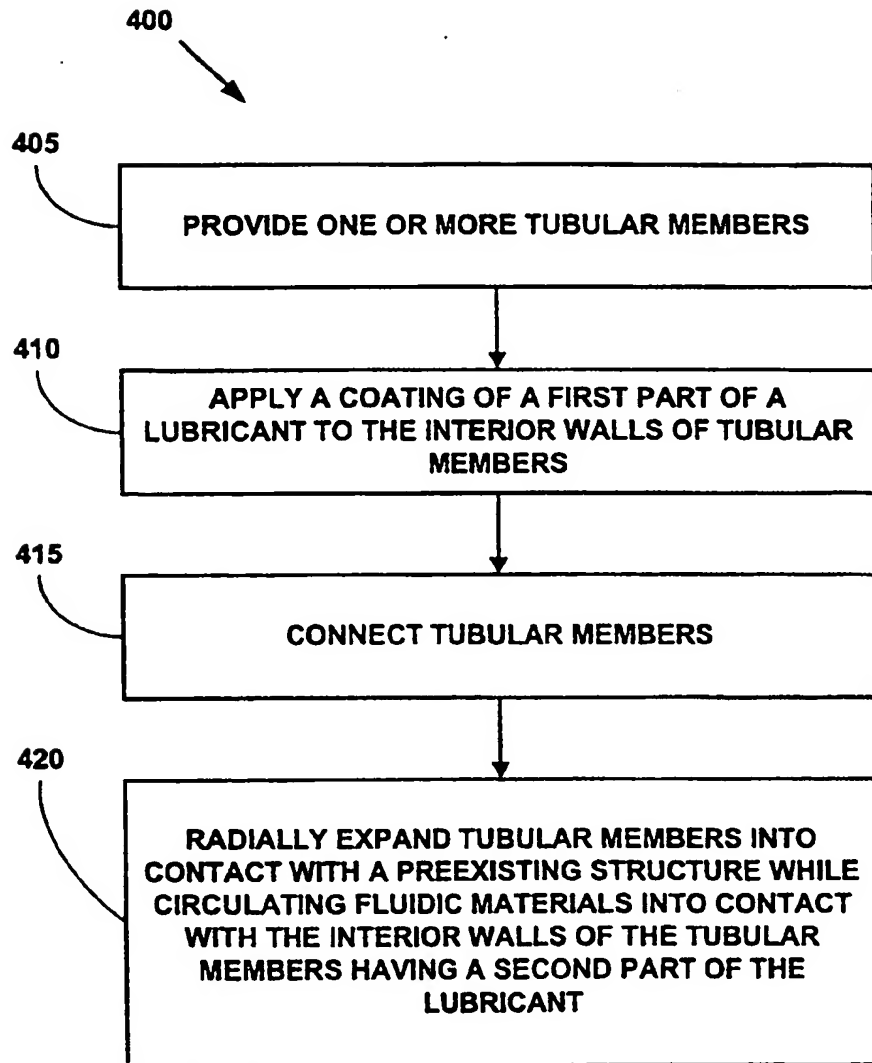 400
405
PROVIDE ONE OR MORE TUBULAR MEMBERS
410
APPLY A COATING OF A FIRST PART OF A
LUBRICANT TO THE INTERIOR WALLS OF TUBULAR
MEMBERS
415
CONNECT TUBULAR MEMBERS
420
RADIALLY EXPAND TUBULAR MEMBERS INTO
CONTACT WITH A PREEXISTING STRUCTURE WHILE
CIRCULATING FLUIDIC MATERIALS INTO CONTACT
WITH THE INTERIOR WALLS OF THE TUBULAR
MEMBERS HAVING A SECOND PART OF THE
LUBRICANT